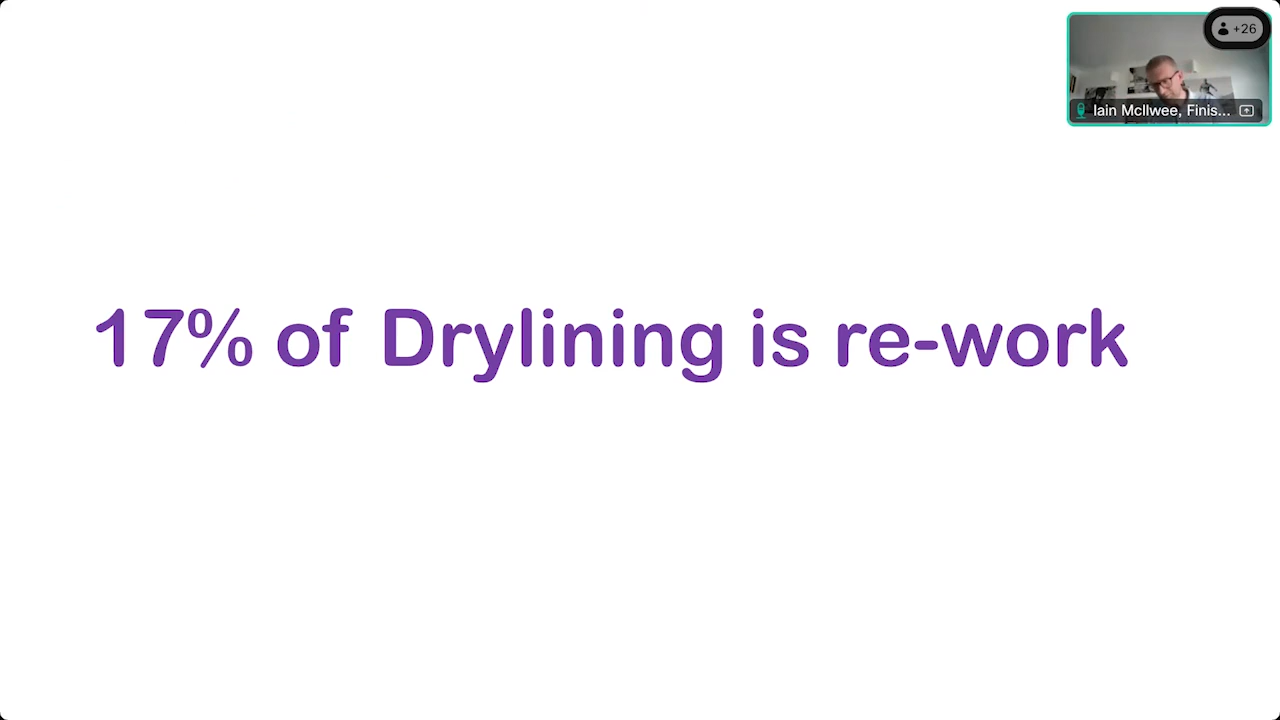 +26
Iain McIlwee, Finis...
17% of Drylining is re-work